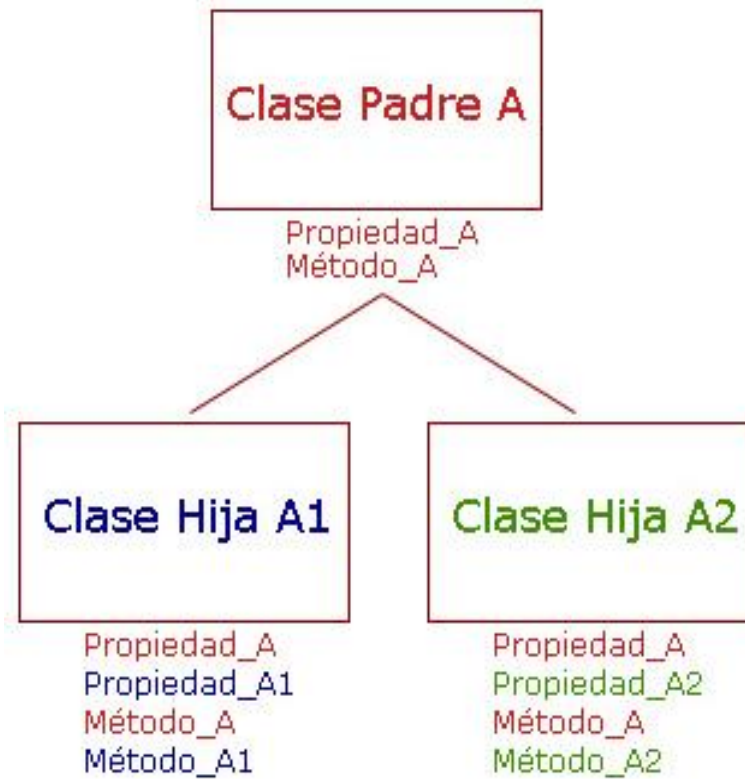 Clase Padre A
Propiedad_A
Método_A
Clase Hija A1
Clase Hija A2
Propiedad_A
Propiedad_A1
Método_A
Método_A1
Propiedad_A
Propiedad_A2
Método_A
Método_A2